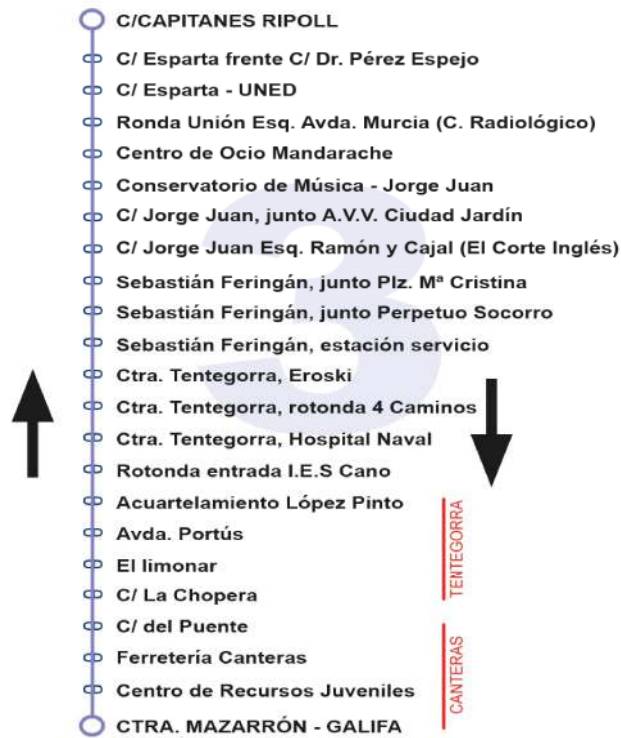 C/CAPITANES RIPOLL
C/ Esparta frente C/ Dr. Pérez Espejo
C/ Esparta - UNED
Ronda Unión Esq. Avda. Murcia (C. Radiológico)
Centro de Ocio Mandarache
Conservatorio de Música - Jorge Juan
C/ Jorge Juan, junto A.V.V. Ciudad Jardín
C/ Jorge Juan Esq. Ramón y Cajal (El Corte Inglés)
3
Sebastián Feringán, junto Plz. Mª Cristina
Sebastián Feringán, junto Perpetuo Socorro
Sebastián Feringán, estación servicio
Ctra. Tentegorra, Eroski
Ctra. Tentegorra, rotonda 4 Caminos
Ctra. Tentegorra, Hospital Naval
Rotonda entrada I.E.S Cano
Acuartelamiento López Pinto
Avda. Portús
El limonar
C/ La Chopera
TENTEGORRA
C/ del Puente
Ferretería Canteras
Centro de Recursos Juveniles
CANTERAS
CTRA. MAZARRÓN - GALIFA